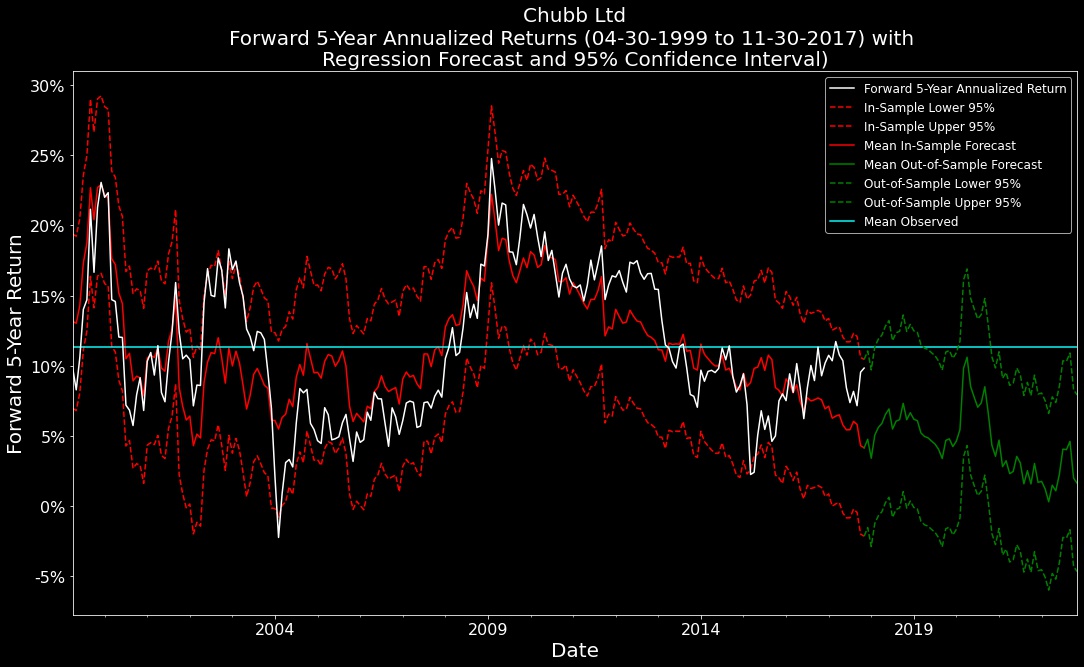 Chubb Ltd
Forward 5-Year Annualized Returns (04-30-1999 to 11-30-2017) with
Regression Forecast and 95% Confidence Interval)
Forward 5-Year Annualized Return
In-Sample Lower 95%
In-Sample Upper 95%
Mean In-Sample Forecast
Mean Out-of-Sample Forecast
Out-of-Sample Lower 95%
Out-of-Sample Upper 95%
Mean Observed
Forward 5-Year Return
30%
25%
20%
15%
10%
5%
0%
-5%
2004 2009 2014 2019
Date